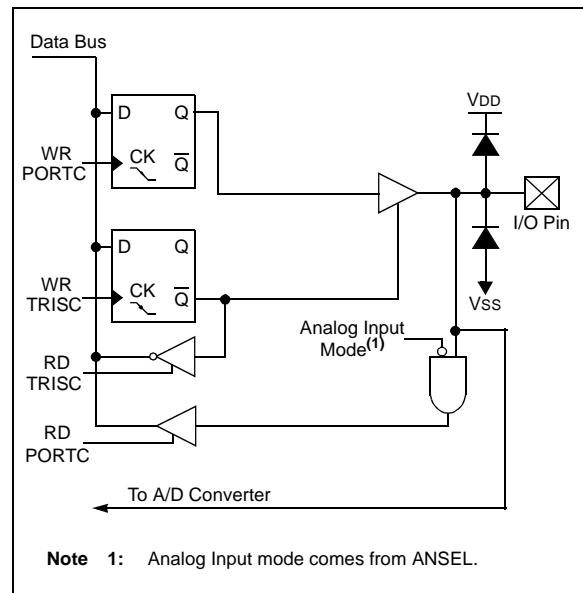 Data Bus
D Q
VDD
WR
PORTC
CK
Q̅
I/O Pin
D Q
WR
TRISC
CK
Q̅
VSS
Analog Input
Mode(1)
RD
TRISC
RD
PORTC
To A/D Converter
Note 1: Analog Input mode comes from ANSEL.